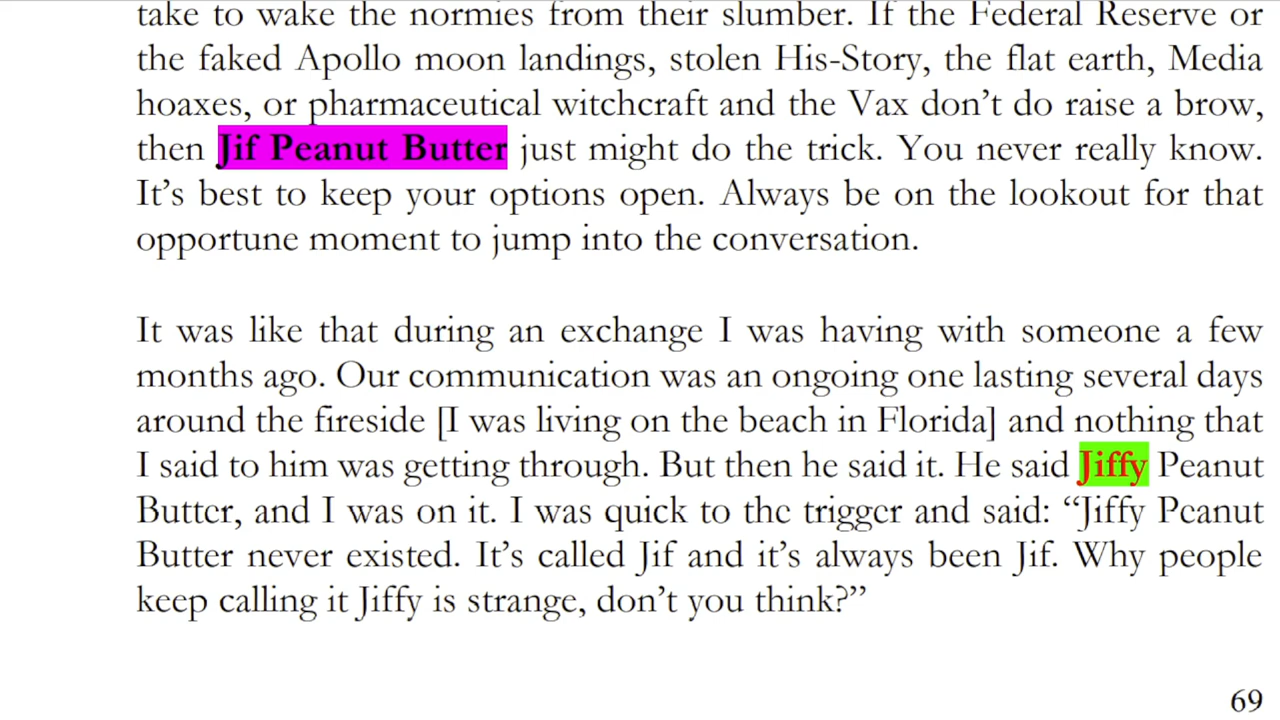 take to wake the normies from their slumber. If the Federal Reserve or
the faked Apollo moon landings, stolen His-Story, the flat earth, Media
hoaxes, or pharmaceutical witchcraft and the Vax don’t do raise a brow,
then Jif Peanut Butter just might do the trick. You never really know.
It’s best to keep your options open. Always be on the lookout for that
opportune moment to jump into the conversation.
It was like that during an exchange I was having with someone a few
months ago. Our communication was an ongoing one lasting several days
around the fireside [I was living on the beach in Florida] and nothing that
I said to him was getting through. But then he said it. He said Jiffy Peanut
Butter, and I was on it. I was quick to the trigger and said: “Jiffy Peanut
Butter never existed. It’s called Jif and it’s always been Jif. Why people
keep calling it Jiffy is strange, don’t you think?”
69